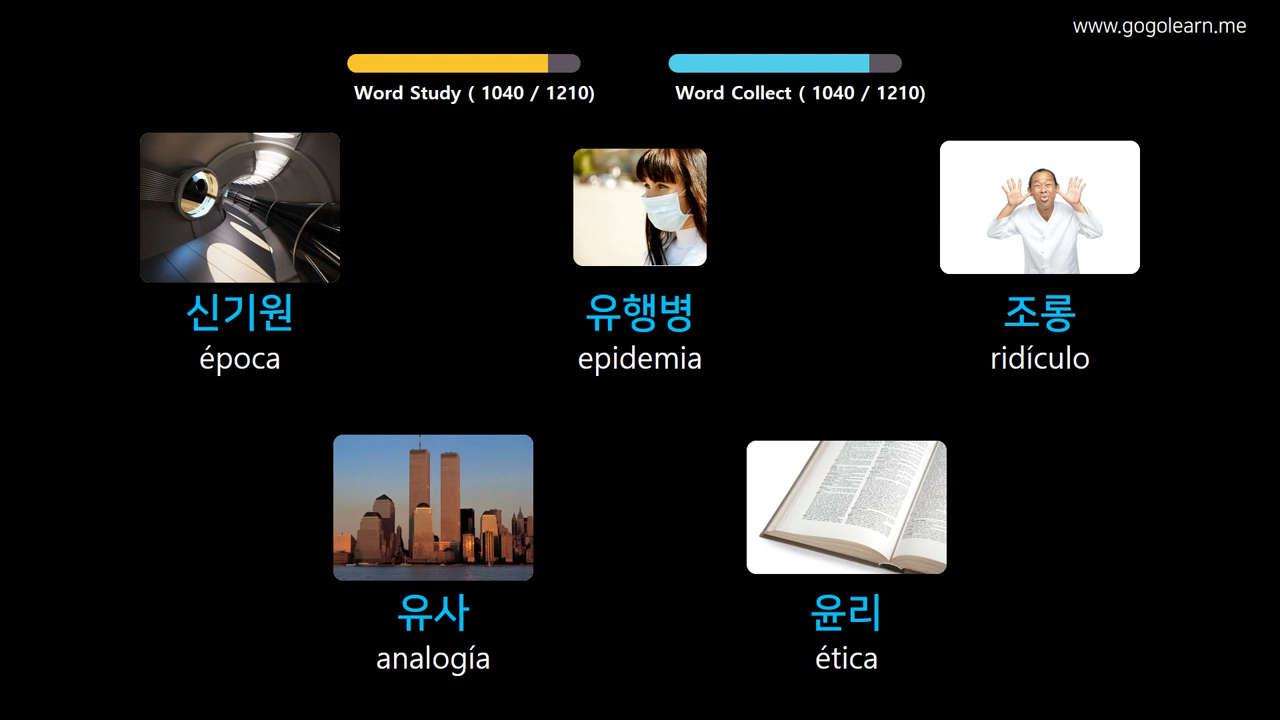 www.gogolearn.me
Word Study ( 1040 / 1210)
Word Collect ( 1040 / 1210)
신기원
época
유행병
epidemia
조롱
ridículo
유사
analogía
윤리
ética